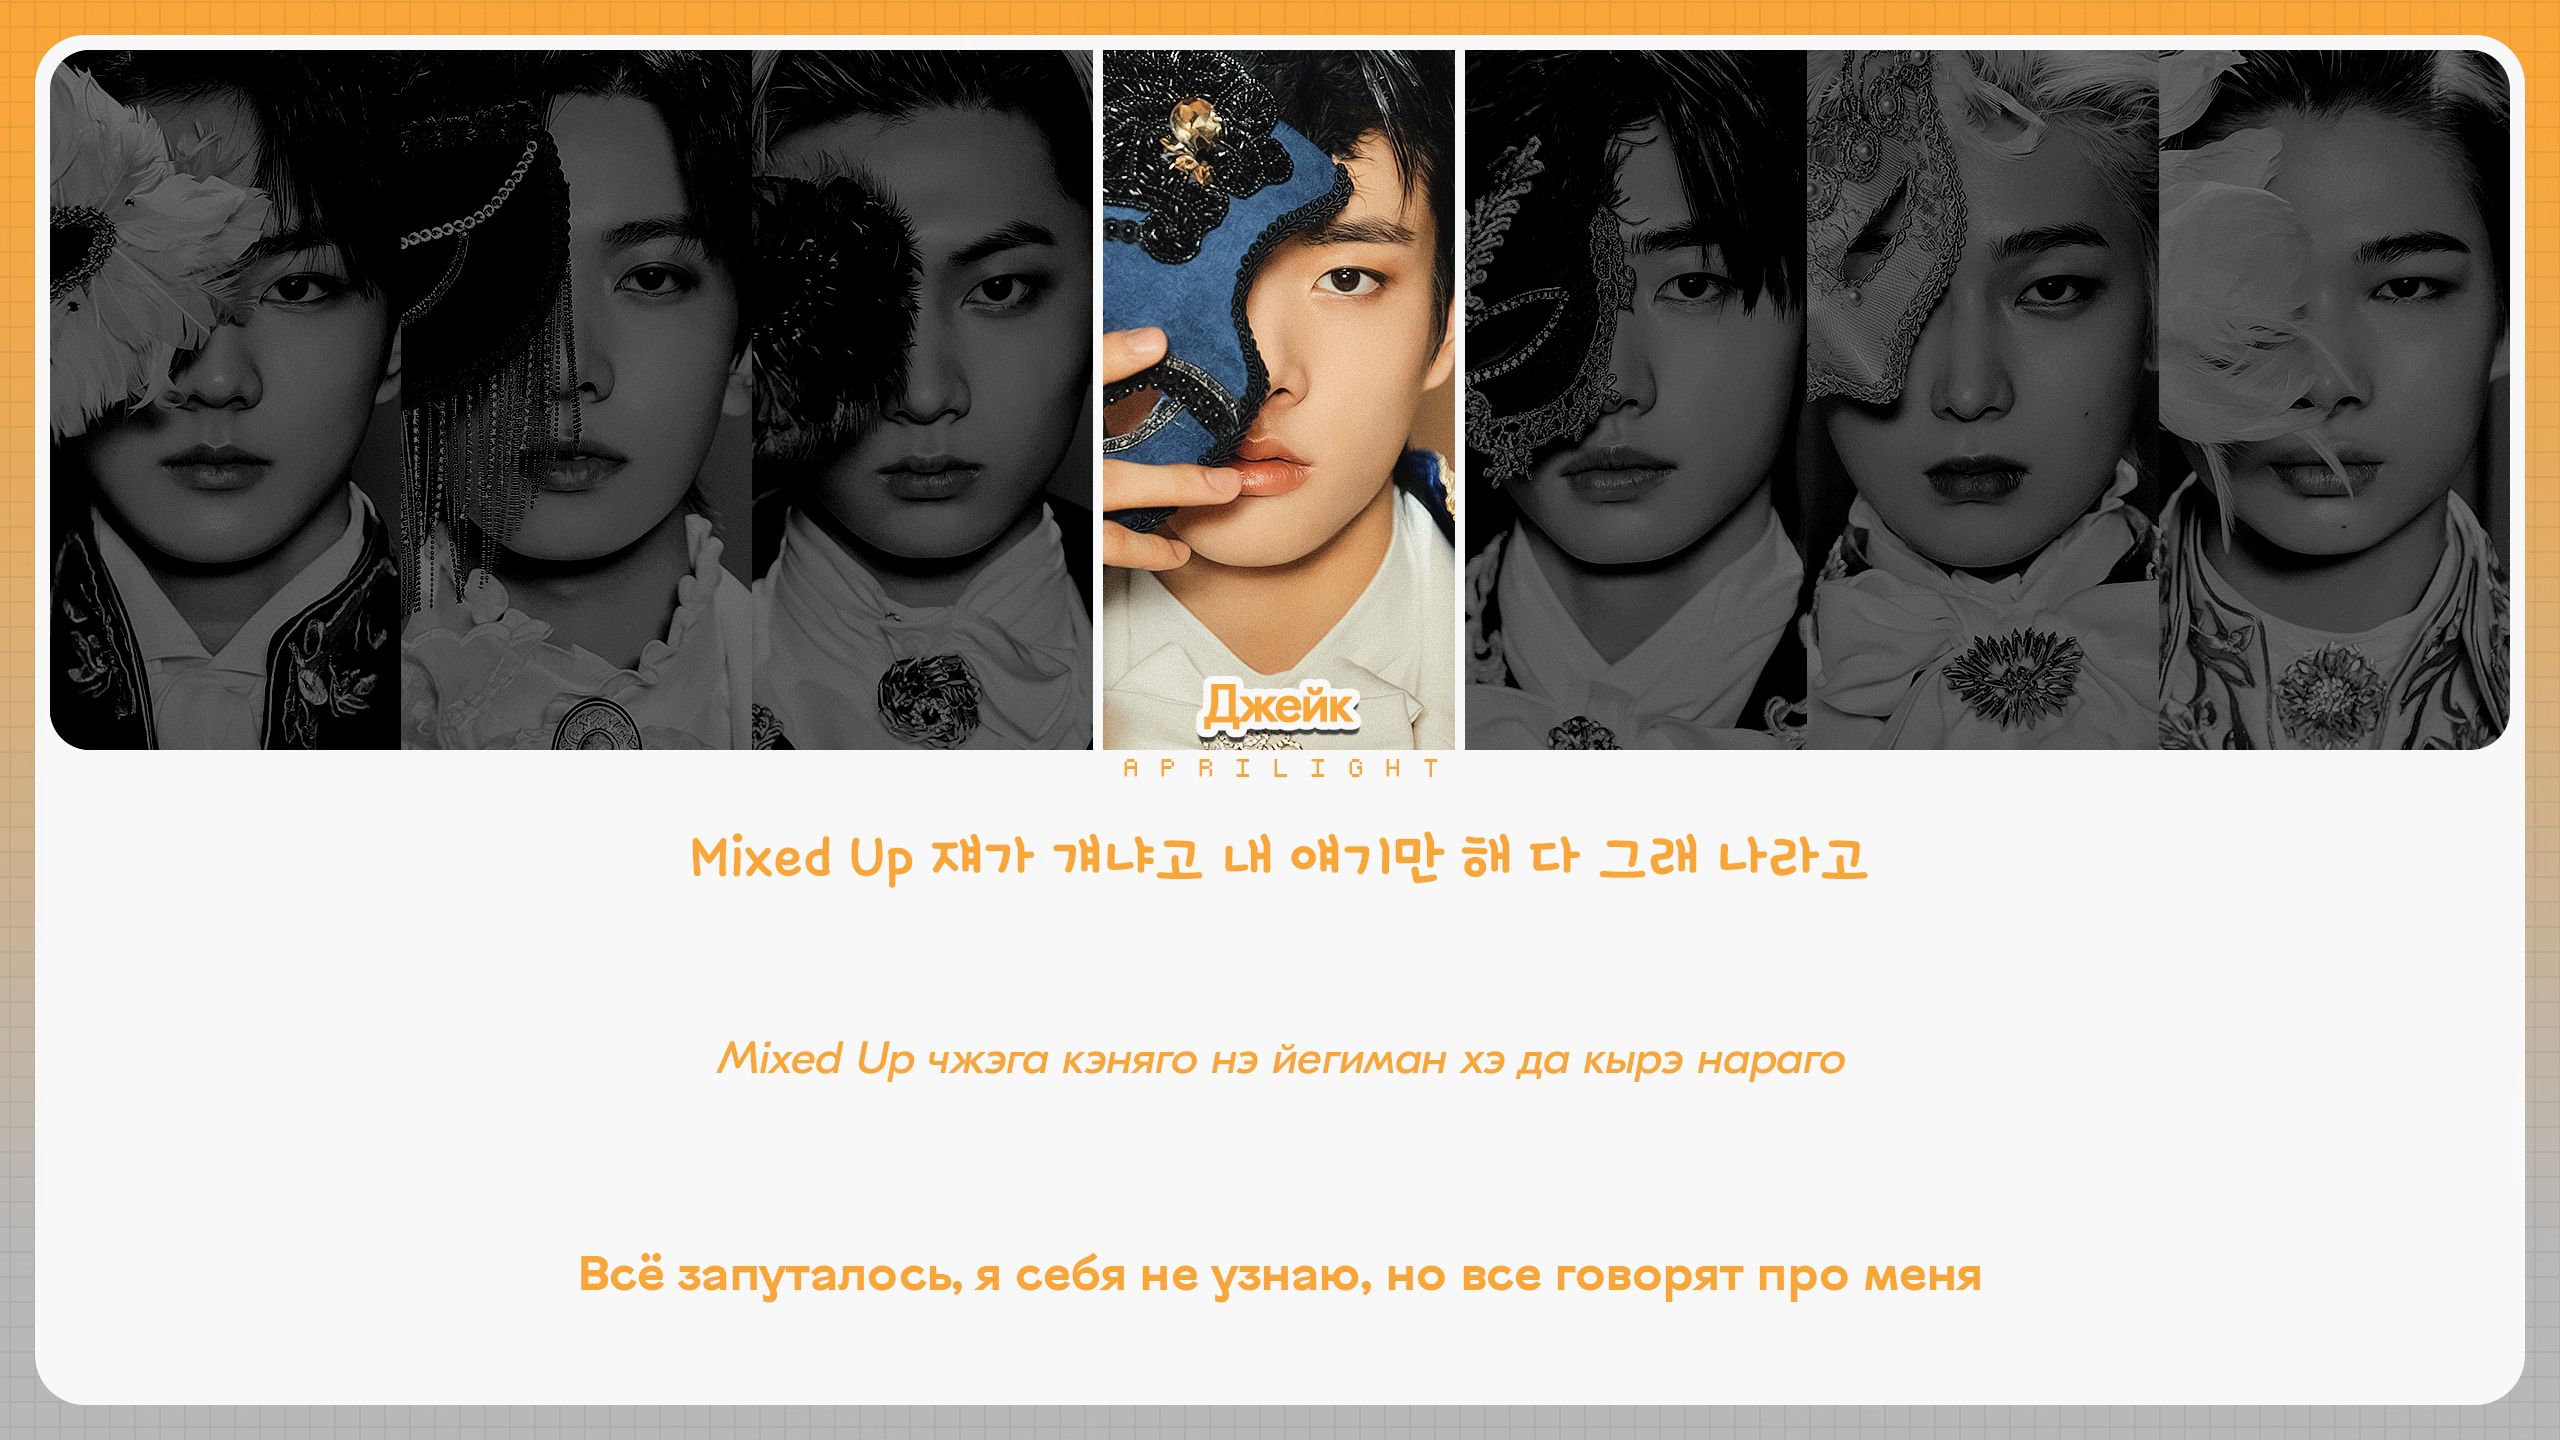 Джейк
APRILIGHT
Mixed Up 쟤가 걔냐고 내 얘기만 해 다 그래 나라고
Mixed Up чжэга кэняго нэ йегиман хэ да кырэ нараго
Всё запуталось, я себя не узнаю, но все говорят про меня